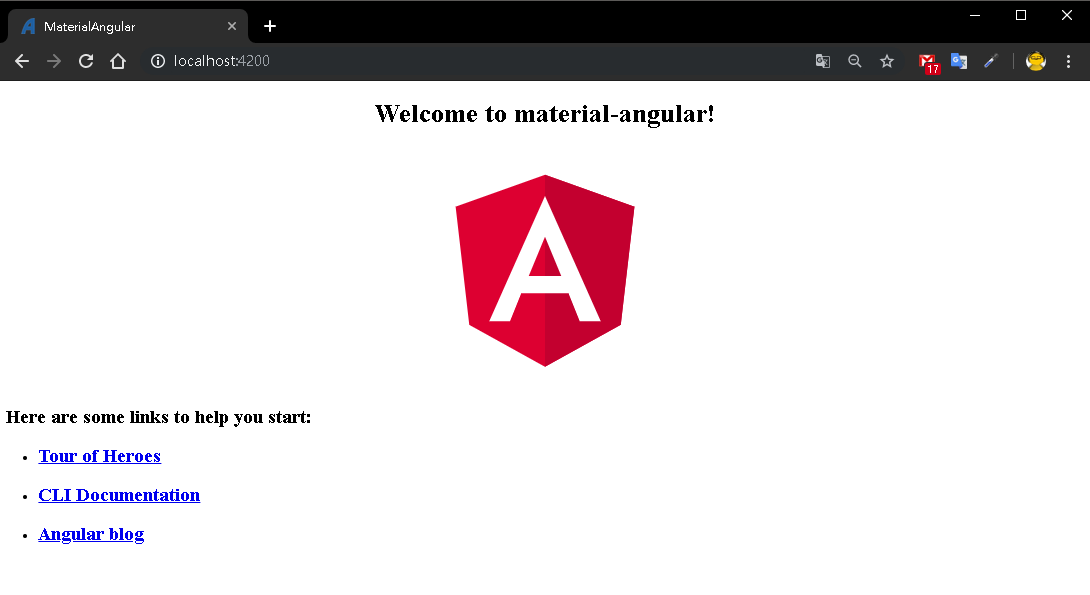 MaterialAngular
localhost:4200
17
Welcome to material-angular!
A
Here are some links to help you start:
Tour of Heroes
CLI Documentation
Angular blog